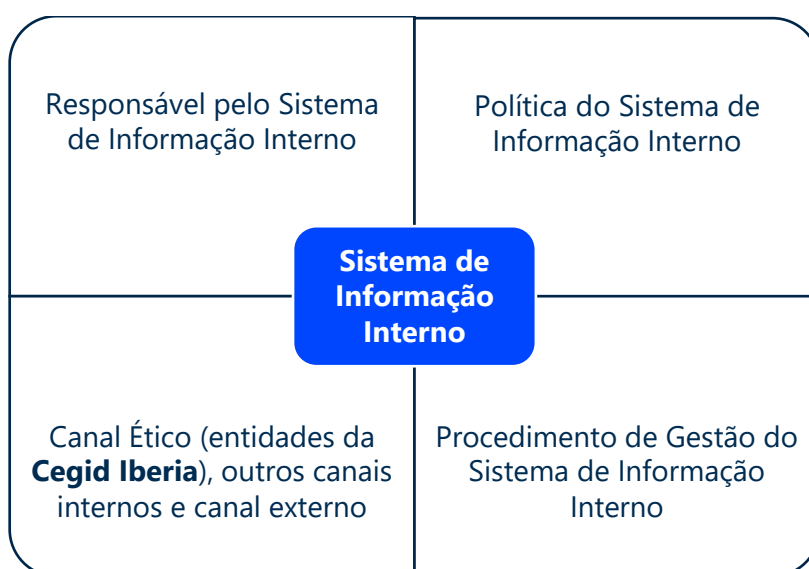 Responsável pelo Sistema
de Informação Interno
Política do Sistema de
Informação Interno
Sistema de
Informação
Interno
Canal Ético (entidades da
Cegid Iberia), outros canais
internos e canal externo
Procedimento de Gestão do
Sistema de Informação
Interno